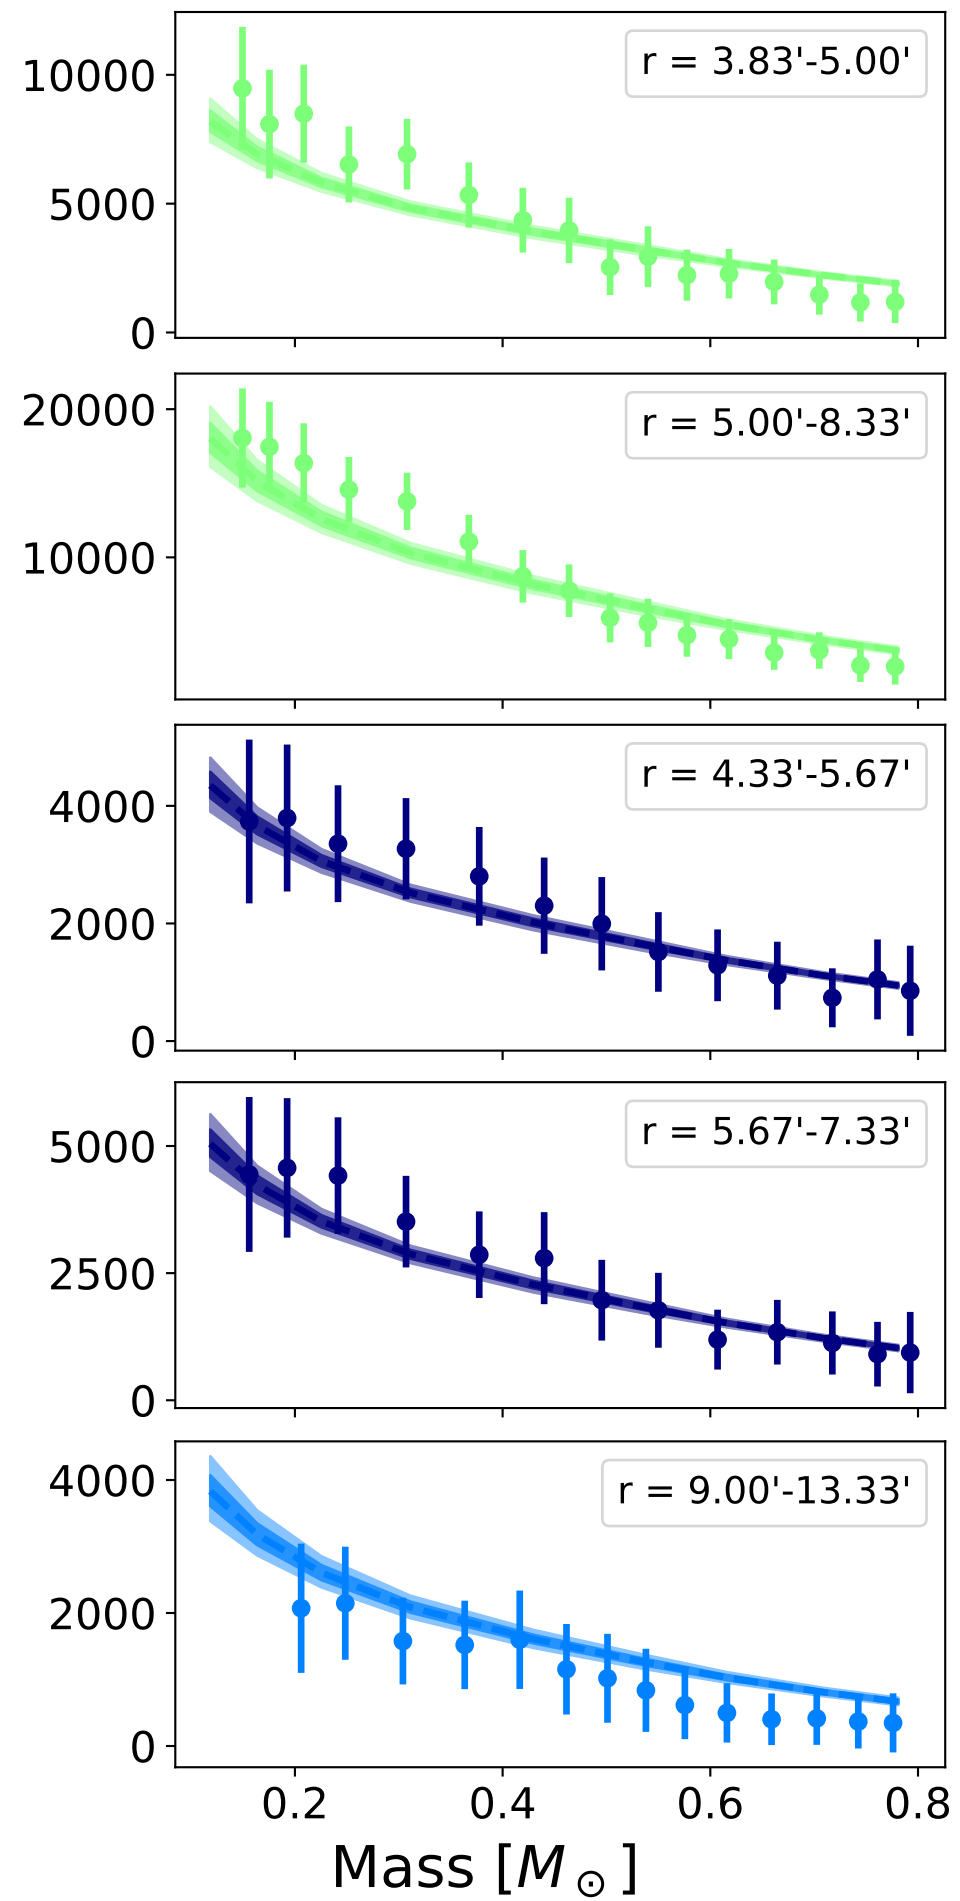 r = 3.83'-5.00'
10000
5000
0
r = 5.00'-8.33'
20000
10000
r = 4.33'-5.67'
4000
2000
0
r = 5.67'-7.33'
5000
2500
0
r = 9.00'-13.33'
4000
2000
0
0.2 0.4 0.6 0.8
Mass [M⊙]